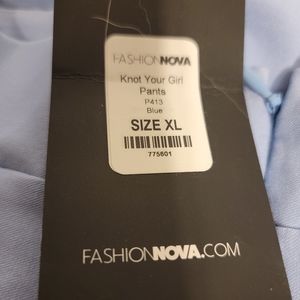 FASHIONNOVA
Knot Your Girl
Pants
P413
Blue
SIZE XL
775601
FASHIONNOVA.COM